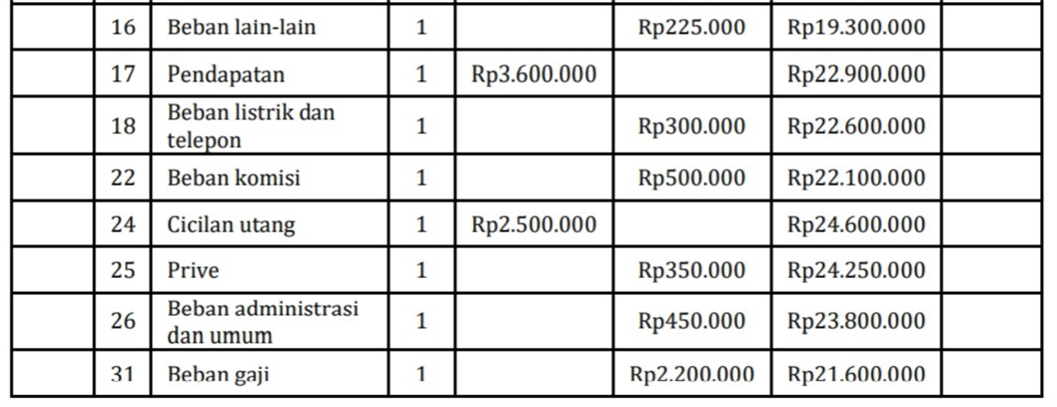 16 Beban lain-lain 1 Rp225.000 Rp19.300.000
17 Pendapatan 1 Rp3.600.000 Rp22.900.000
18 Beban listrik dan telepon 1 Rp300.000 Rp22.600.000
22 Beban komisi 1 Rp500.000 Rp22.100.000
24 Cicilan utang 1 Rp2.500.000 Rp24.600.000
25 Prive 1 Rp350.000 Rp24.250.000
26 Beban administrasi dan umum 1 Rp450.000 Rp23.800.000
31 Beban gaji 1 Rp2.200.000 Rp21.600.000